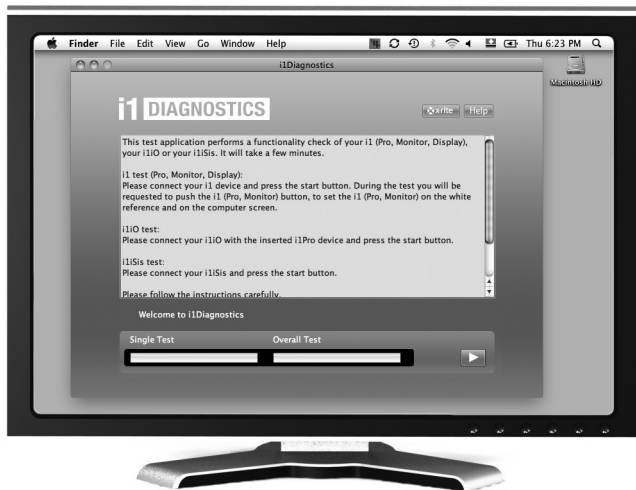 Finder File Edit View Go Window Help Thu 6:23 PM
i1Diagnostics
Macintosh HD
i1 DIAGNOSTICS
x·rite Help
This test application performs a functionality check of your i1 (Pro, Monitor, Display),
your i1iO or your i1iSis. It will take a few minutes.
i1 test (Pro, Monitor, Display):
Please connect your i1 device and press the start button. During the test you will be
requested to push the i1 (Pro, Monitor) button, to set the i1 (Pro, Monitor) on the white
reference and on the computer screen.
i1iO test:
Please connect your i1iO with the inserted i1Pro device and press the start button.
i1iSis test:
Please connect your i1iSis and press the start button.
Please follow the instructions carefully.
Welcome to i1Diagnostics
Single Test Overall Test